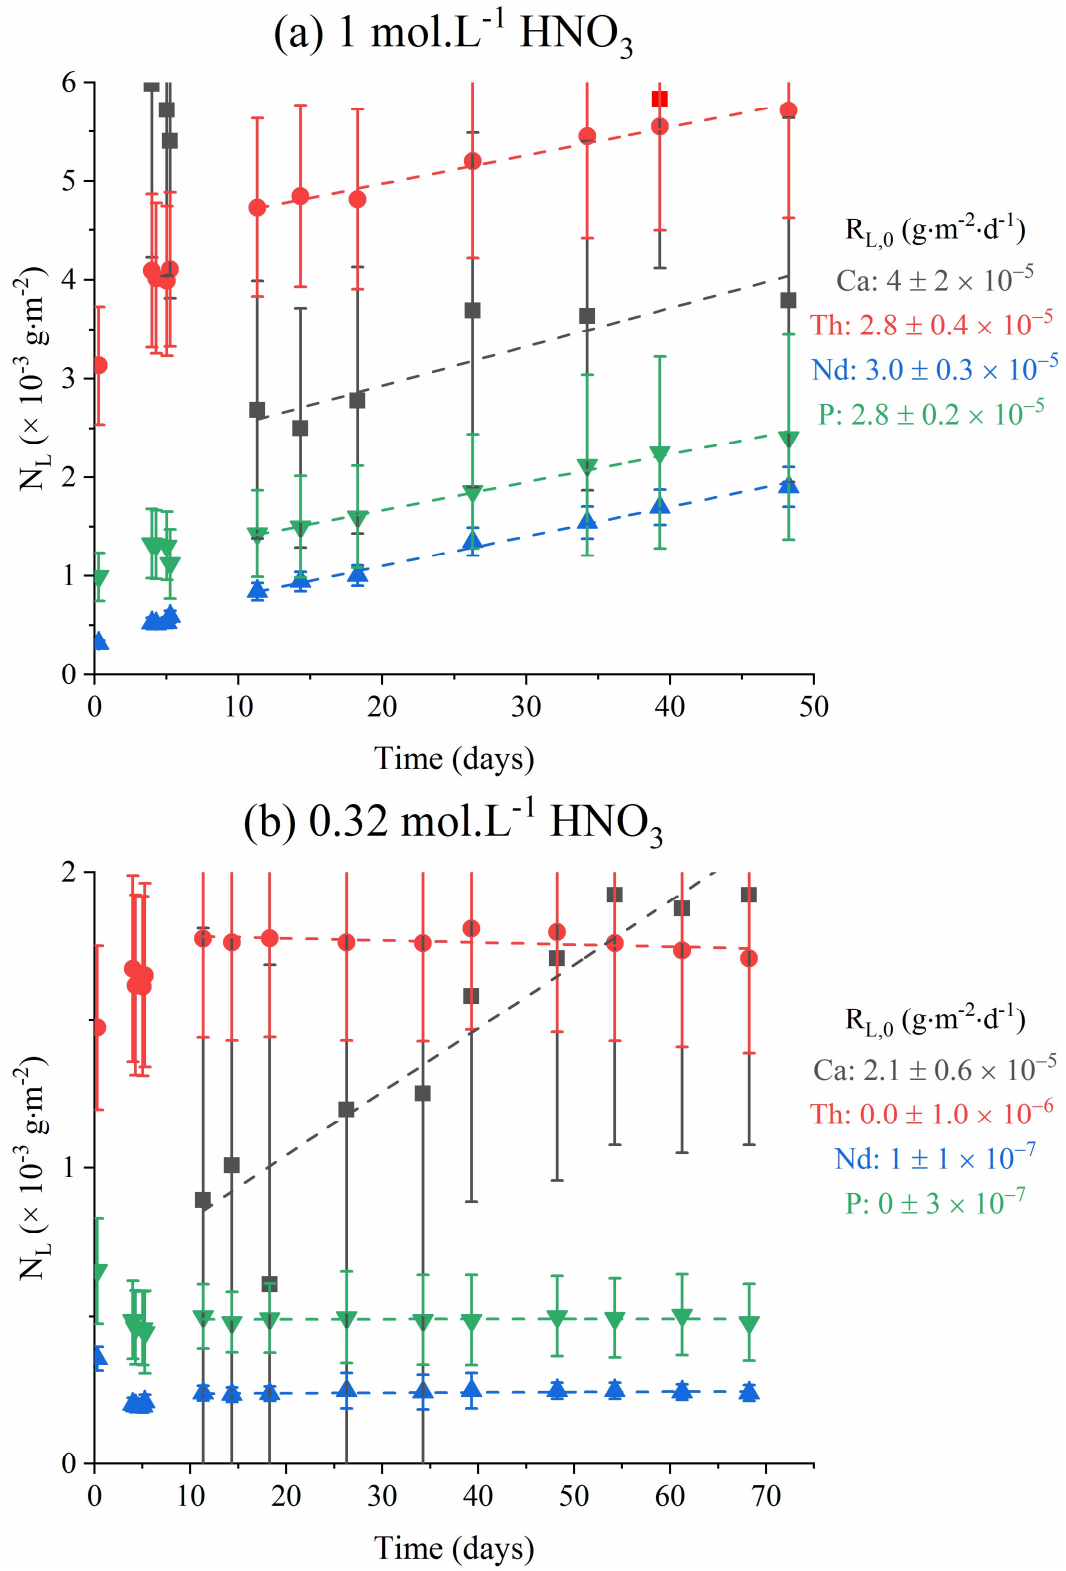 (a) 1 mol.L⁻¹ HNO₃
6
5
4
3
2
1
0
N_L (× 10⁻³ g·m⁻²)
0 10 20 30 40 50
Time (days)
R_L,0 (g·m⁻²·d⁻¹)
Ca: 4 ± 2 × 10⁻⁵
Th: 2.8 ± 0.4 × 10⁻⁵
Nd: 3.0 ± 0.3 × 10⁻⁵
P: 2.8 ± 0.2 × 10⁻⁵
(b) 0.32 mol.L⁻¹ HNO₃
2
1
0
N_L (× 10⁻³ g·m⁻²)
0 10 20 30 40 50 60 70
Time (days)
R_L,0 (g·m⁻²·d⁻¹)
Ca: 2.1 ± 0.6 × 10⁻⁵
Th: 0.0 ± 1.0 × 10⁻⁶
Nd: 1 ± 1 × 10⁻⁷
P: 0 ± 3 × 10⁻⁷